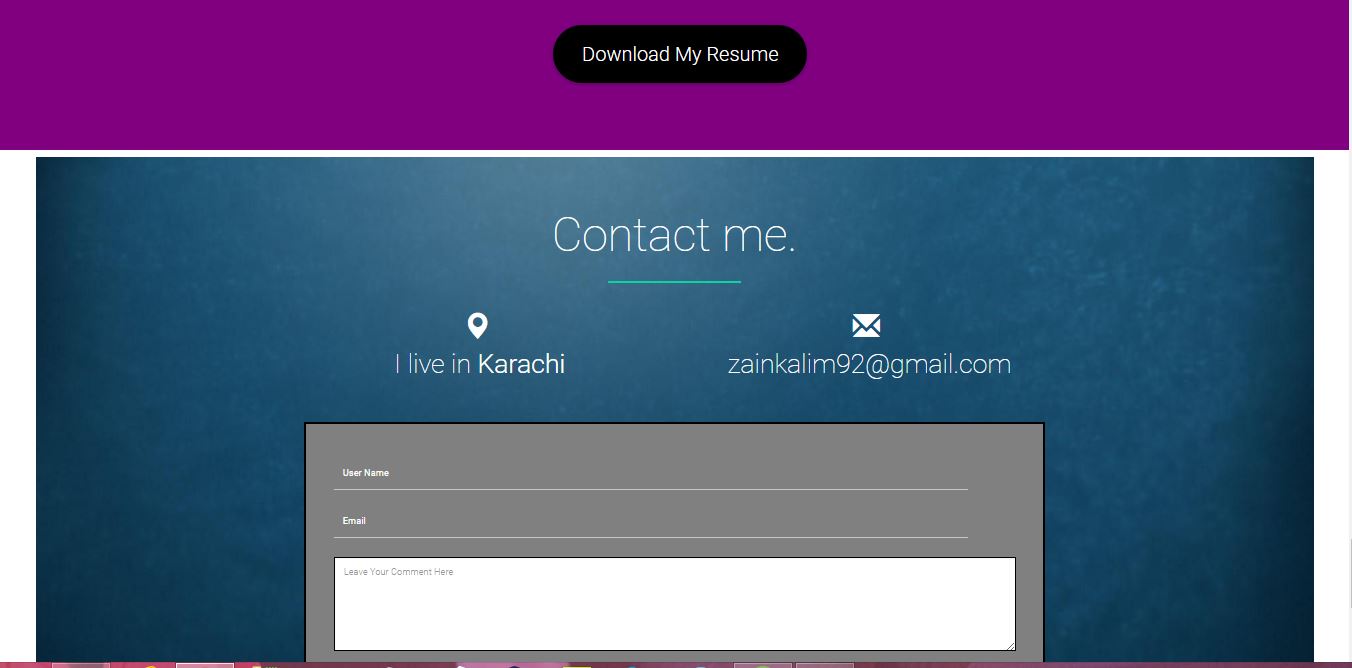 Download My Resume
Contact me.
I live in Karachi
zainkalim92@gmail.com
User Name
Email
Leave Your Comment Here